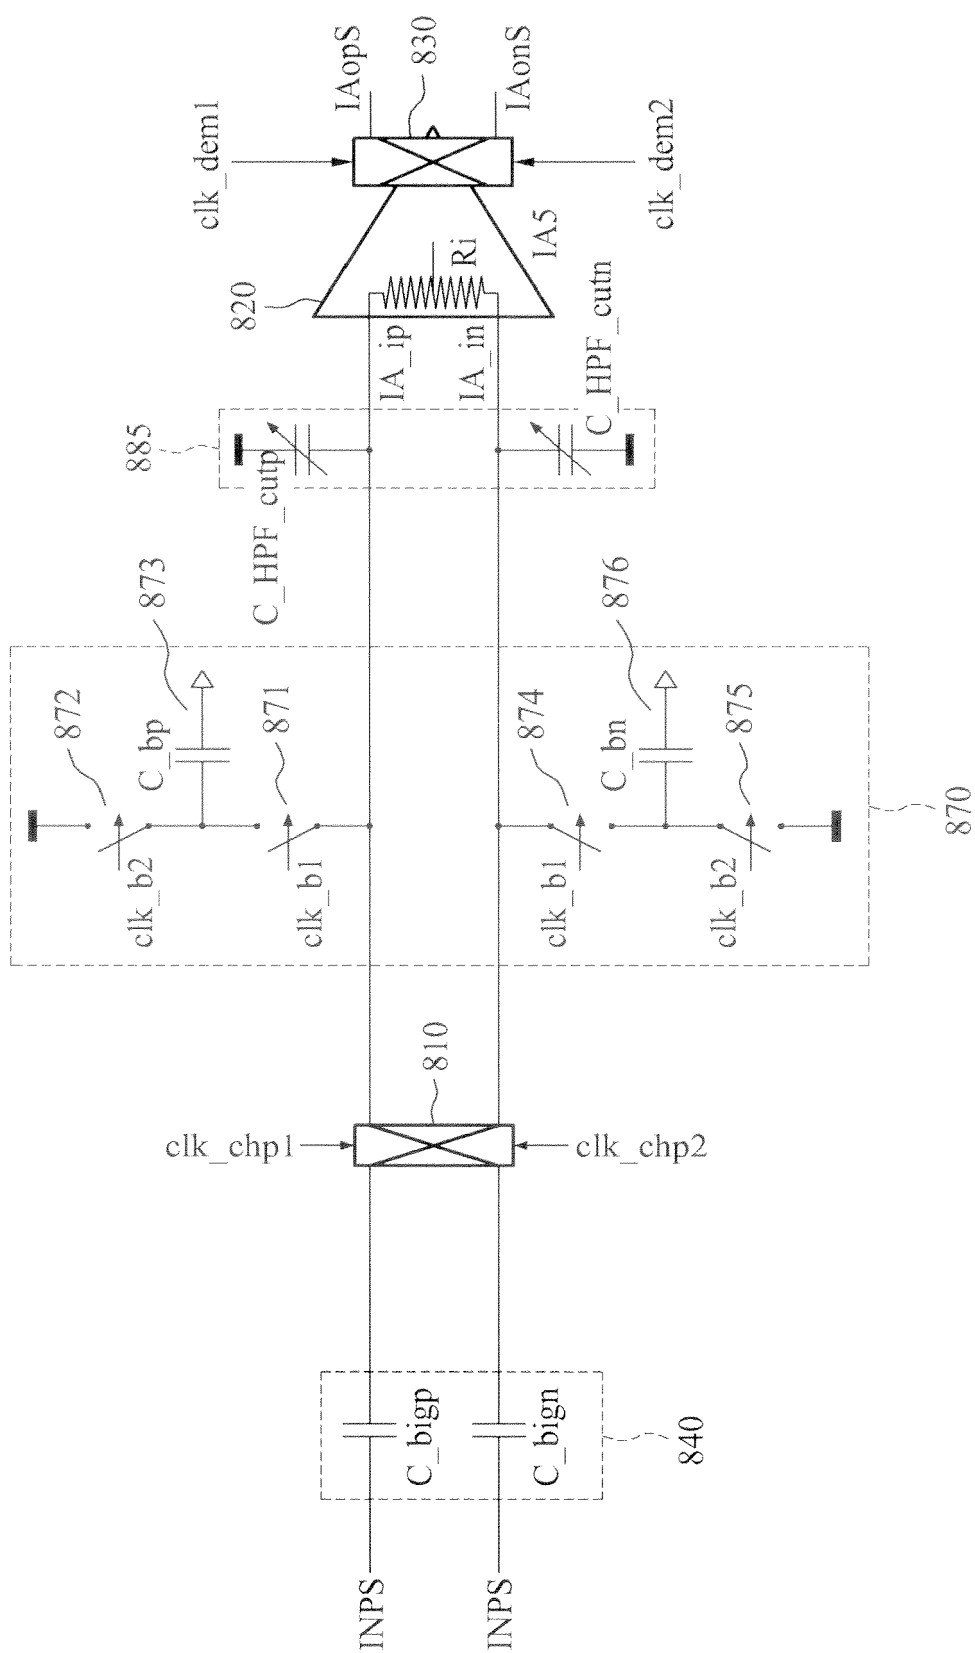 clk_dem1
IAopS
830
IAonS
clk_dem2
820
Ri
IA5
IA_ip
IA_in
885
C_HPF_cutp
C_HPF_cutn
873
872
C_bp
871
clk_b2
clk_b1
874
876
C_bn
875
clk_b1
clk_b2
870
810
clk_chp1
clk_chp2
C_bigp
C_bign
840
INPS
INPS